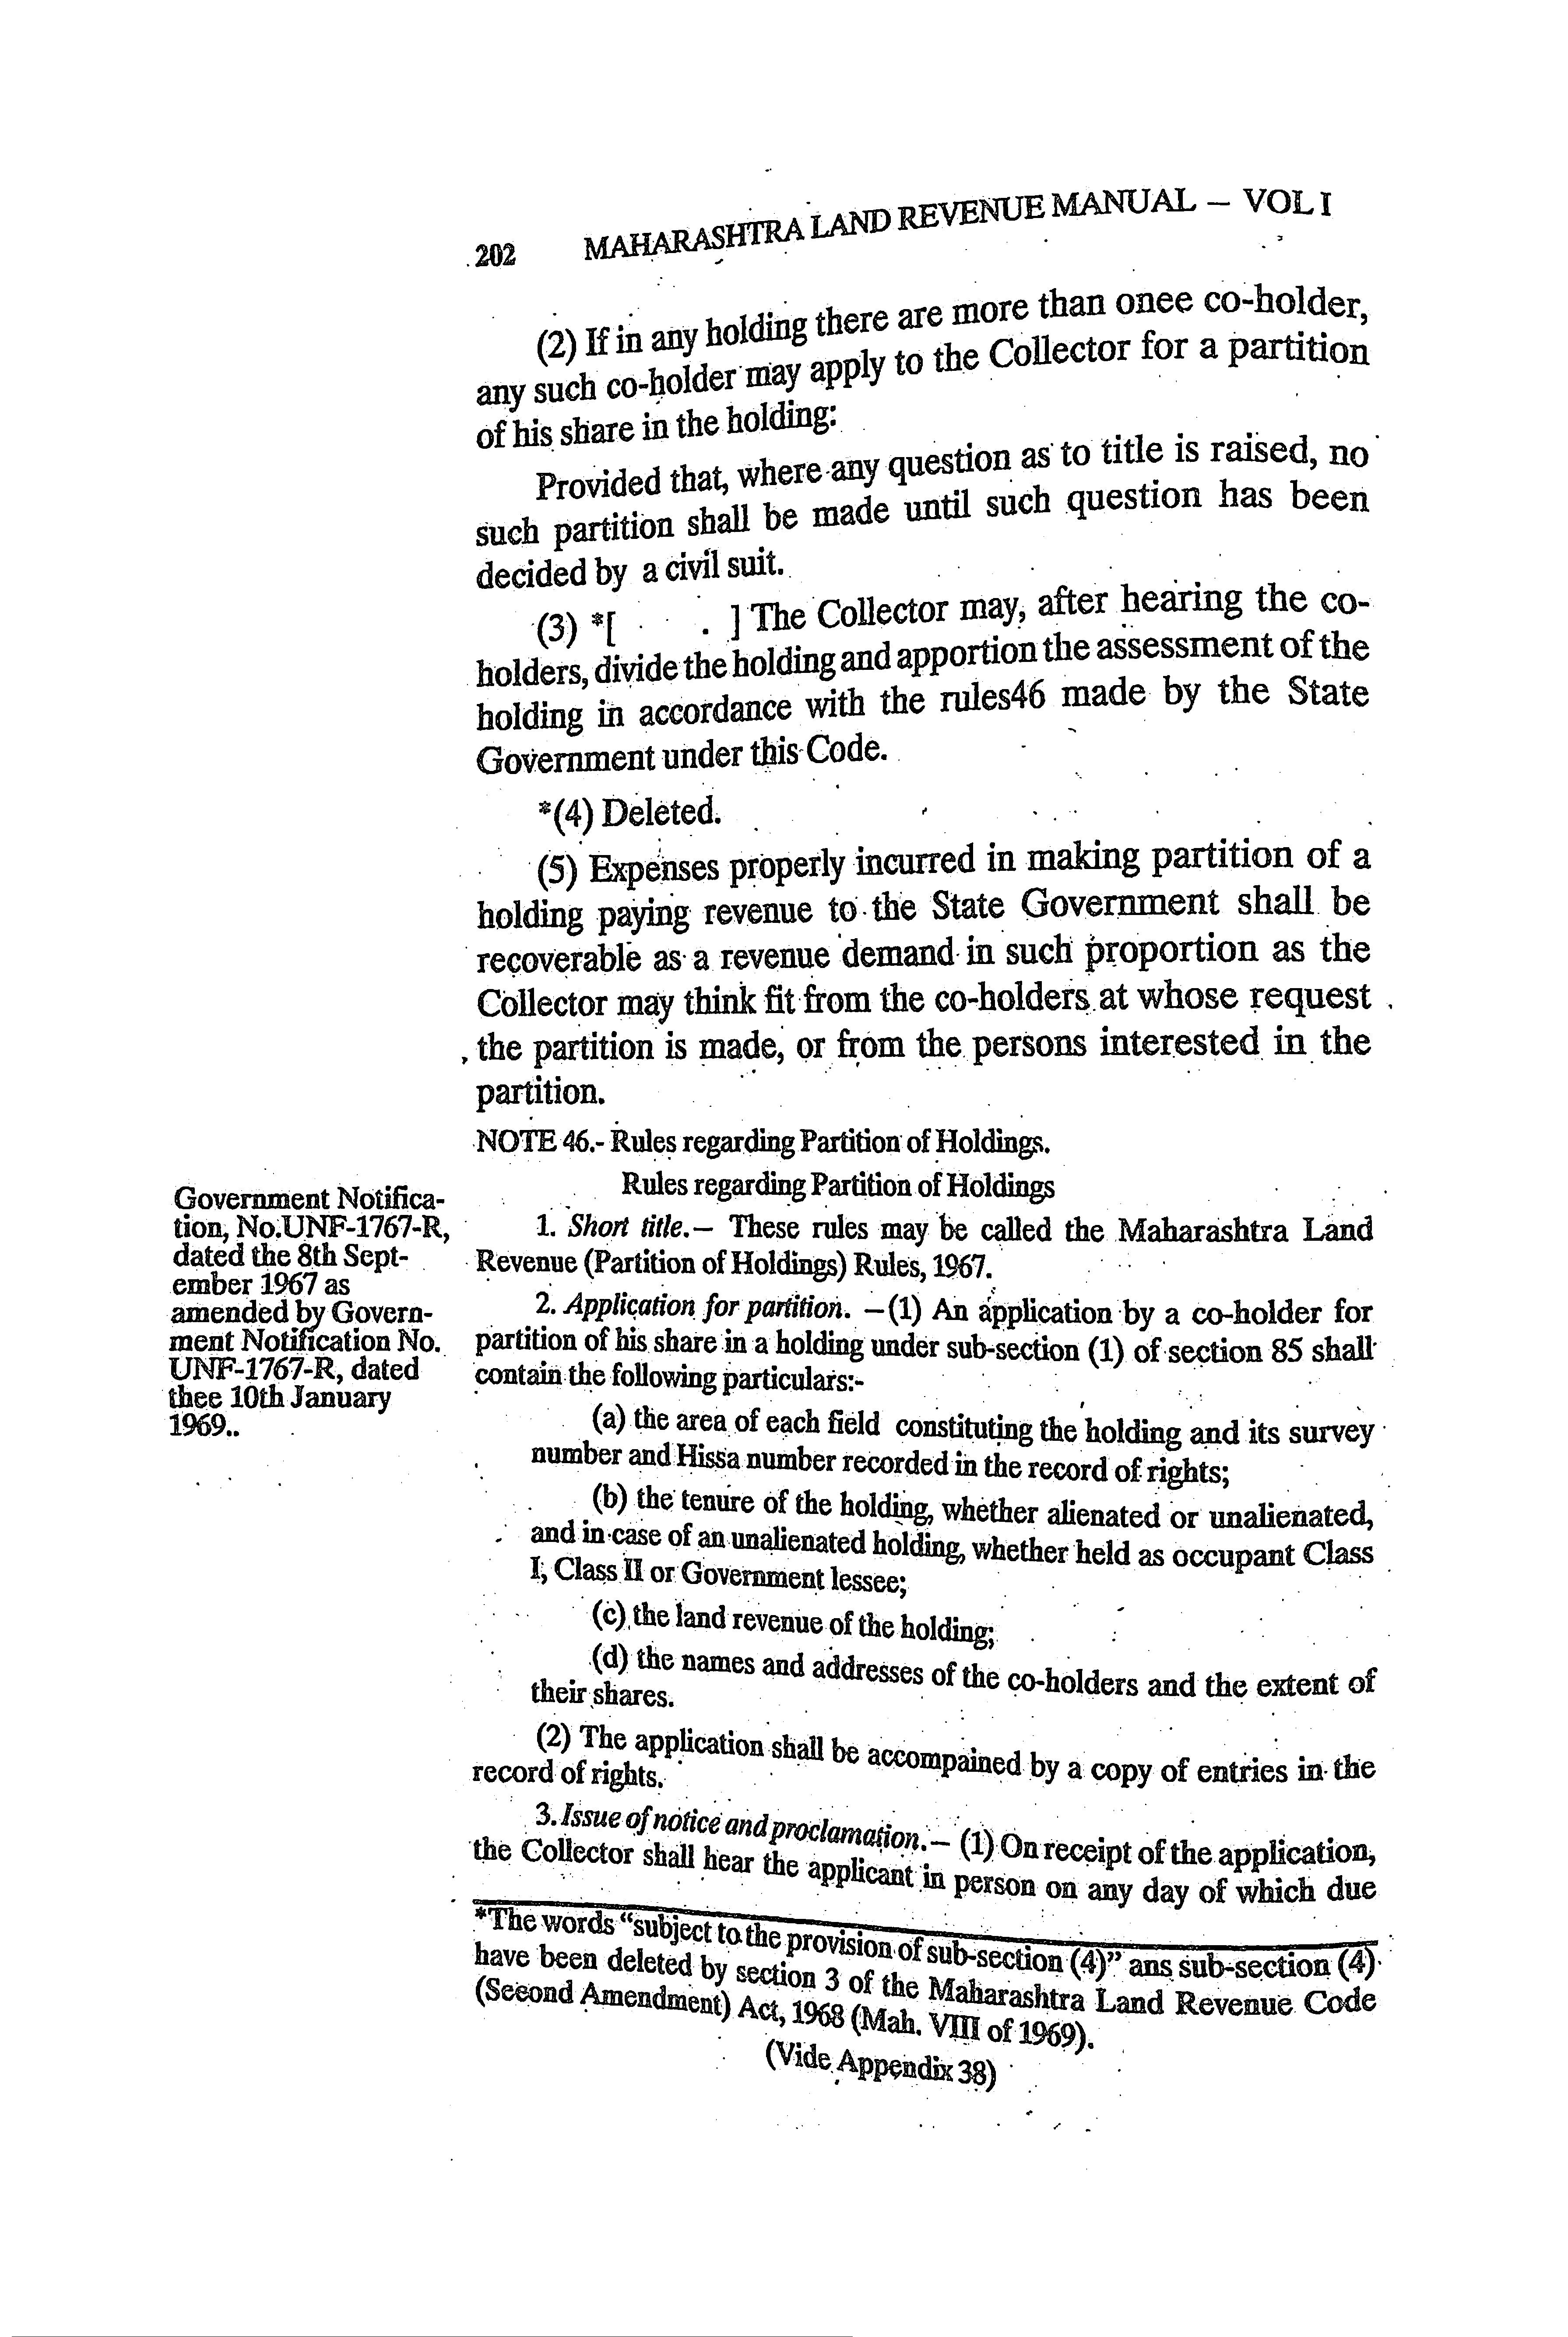 202 MAHARASHTRA LAND REVENUE MANUAL – VOL I
(2) If in any holding there are more than onee co-holder,
any such co-holder may apply to the Collector for a partition
of his share in the holding:
Provided that, where any question as to title is raised, no
such partition shall be made until such question has been
decided by a civil suit.
(3) *[ . ] The Collector may, after hearing the co-
holders, divide the holding and apportion the assessment of the
holding in accordance with the rules46 made by the State
Government under this Code.
*(4) Deleted.
(5) Expenses properly incurred in making partition of a
holding paying revenue to the State Government shall be
recoverable as a revenue demand in such proportion as the
Collector may think fit from the co-holders at whose request
the partition is made, or from the persons interested in the
partition.
NOTE 46.- Rules regarding Partition of Holdings.
Rules regarding Partition of Holdings
Government Notifica-
tion, No.UNF-1767-R,
dated the 8th Sept-
ember 1967 as
amended by Govern-
ment Notification No.
UNF-1767-R, dated
thee 10th January
1969..
1. Short title.– These rules may be called the Maharashtra Land
Revenue (Partition of Holdings) Rules, 1967.
2. Application for partition. –(1) An application by a co-holder for
partition of his share in a holding under sub-section (1) of section 85 shall
contain the following particulars:-
(a) the area of each field constituting the holding and its survey
number and Hissa number recorded in the record of rights;
(b) the tenure of the holding, whether alienated or unalienated,
and in case of an unalienated holding, whether held as occupant Class
I, Class II or Government lessee;
(c) the land revenue of the holding;
(d) the names and addresses of the co-holders and the extent of
their shares.
(2) The application shall be accompained by a copy of entries in the
record of rights.
3. Issue of notice and proclamation.– (1) On receipt of the application,
the Collector shall hear the applicant in person on any day of which due
*The words “subject to the provision of sub-section (4)” ans sub-section (4)
have been deleted by section 3 of the Maharashtra Land Revenue Code
(Seeond Amendment) Act, 1968 (Mah. VIII of 1969).
(Vide Appendix 38)